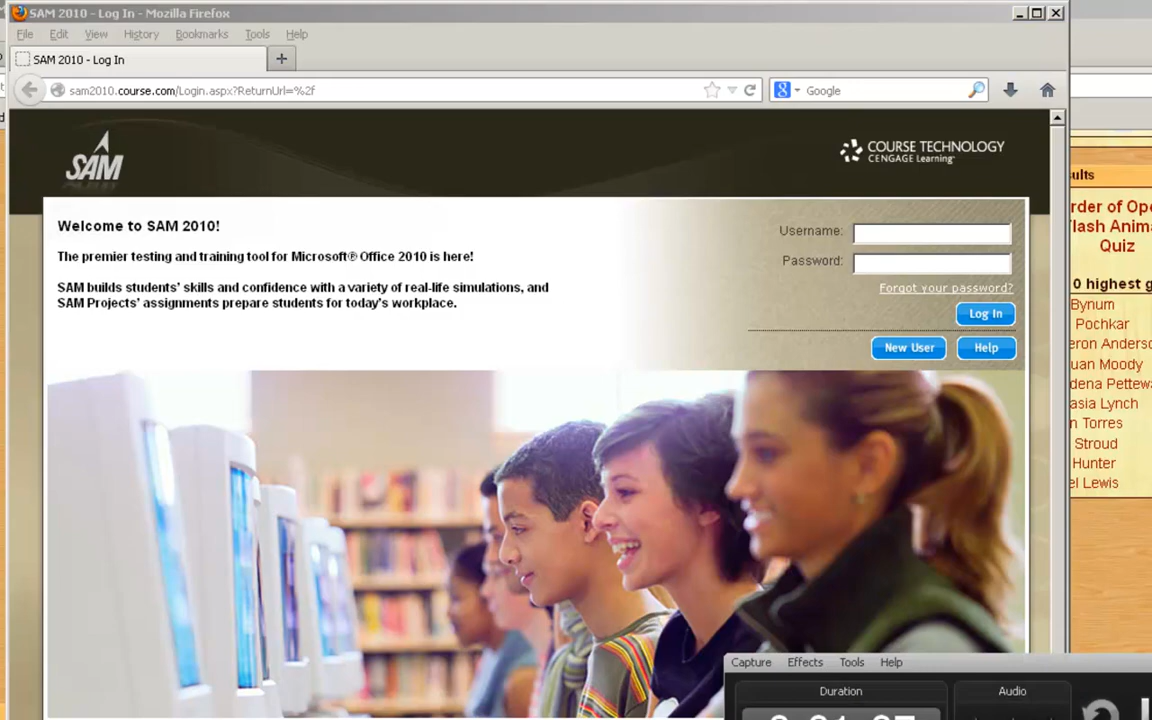 SAM 2010 - Log In - Mozilla Firefox
File Edit View History Bookmarks Tools Help
SAM 2010 - Log In
sam2010.course.com/Login.aspx?ReturnUrl=%2f
Google
SAM
COURSE TECHNOLOGY
CENGAGE Learning
Welcome to SAM 2010!
The premier testing and training tool for Microsoft® Office 2010 is here!
SAM builds students' skills and confidence with a variety of real-life simulations, and
SAM Projects' assignments prepare students for today's workplace.
Username:
Password:
Forgot your password?
Log In
New User Help
ults
rder of Ope
lash Anima
Quiz
0 highest g
Bynum
Pochkar
eron Anderso
uan Moody
dena Pettewa
asia Lynch
n Torres
Stroud
Hunter
el Lewis
Capture Effects Tools Help
Duration
Audio